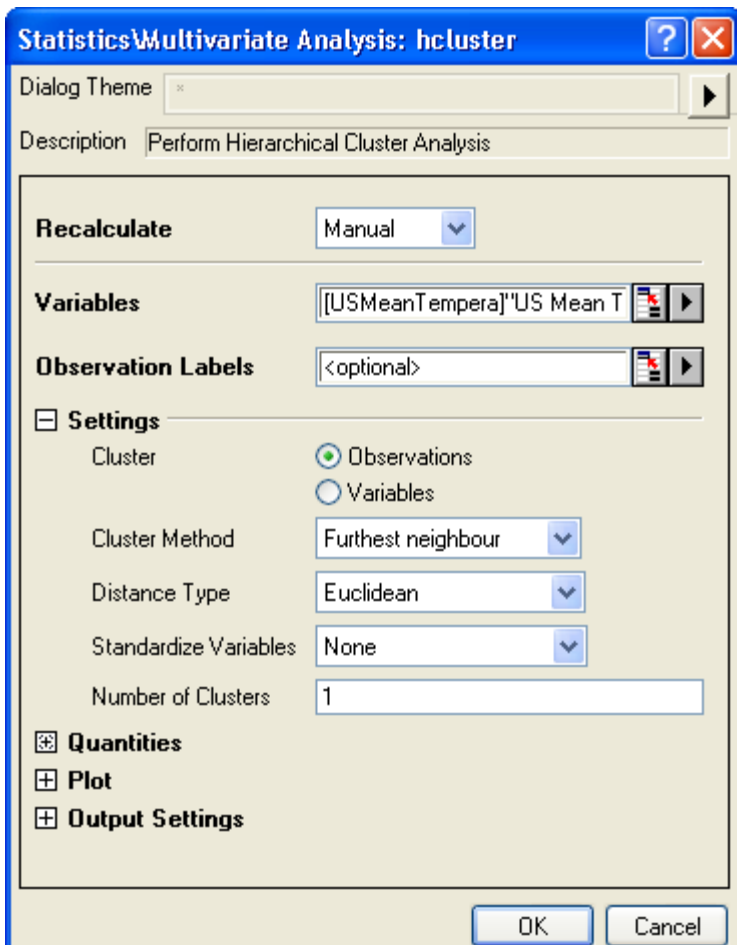 Statistics\Multivariate Analysis: hcluster
Dialog Theme *
Description Perform Hierarchical Cluster Analysis
Recalculate Manual
Variables [USMeanTempera]"US Mean T
Observation Labels <optional>
Settings
Cluster Observations
Variables
Cluster Method Furthest neighbour
Distance Type Euclidean
Standardize Variables None
Number of Clusters 1
Quantities
Plot
Output Settings
OK Cancel